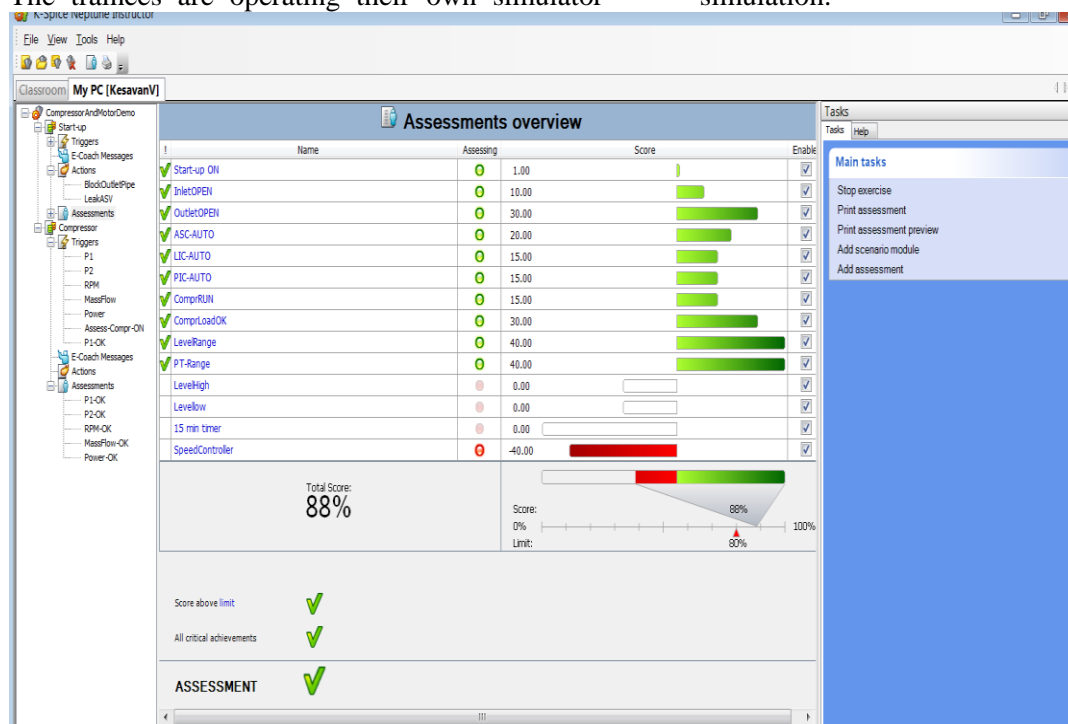 The trainees are operating their own simulator simulation.
K-Spice Neptune Instructor
File View Tools Help
Classroom My PC [KesavanV]
CompressorAndMotorDemo
Start-up
Triggers
E-Coach Messages
Actions
BlockOutletPipe
LeakASV
Assessments
Compressor
Triggers
P1
P2
RPM
MassFlow
Power
Assess-Compr-ON
P1-OK
E-Coach Messages
Actions
Assessments
P1-OK
P2-OK
RPM-OK
MassFlow-OK
Power-OK
Assessments overview
! Name Assessing Score Enable
Start-up ON 1.00
InletOPEN 10.00
OutletOPEN 30.00
ASC-AUTO 20.00
LIC-AUTO 15.00
PIC-AUTO 15.00
ComprRUN 15.00
ComprLoadOK 30.00
LevelRange 40.00
PT-Range 40.00
LevelHigh 0.00
Levellow 0.00
15 min timer 0.00
SpeedController -40.00
Total Score:
88%
Score: 88%
0% 100%
Limit: 80%
Score above limit
All critical achievements
ASSESSMENT
Tasks
Tasks Help
Main tasks
Stop exercise
Print assessment
Print assessment preview
Add scenario module
Add assessment